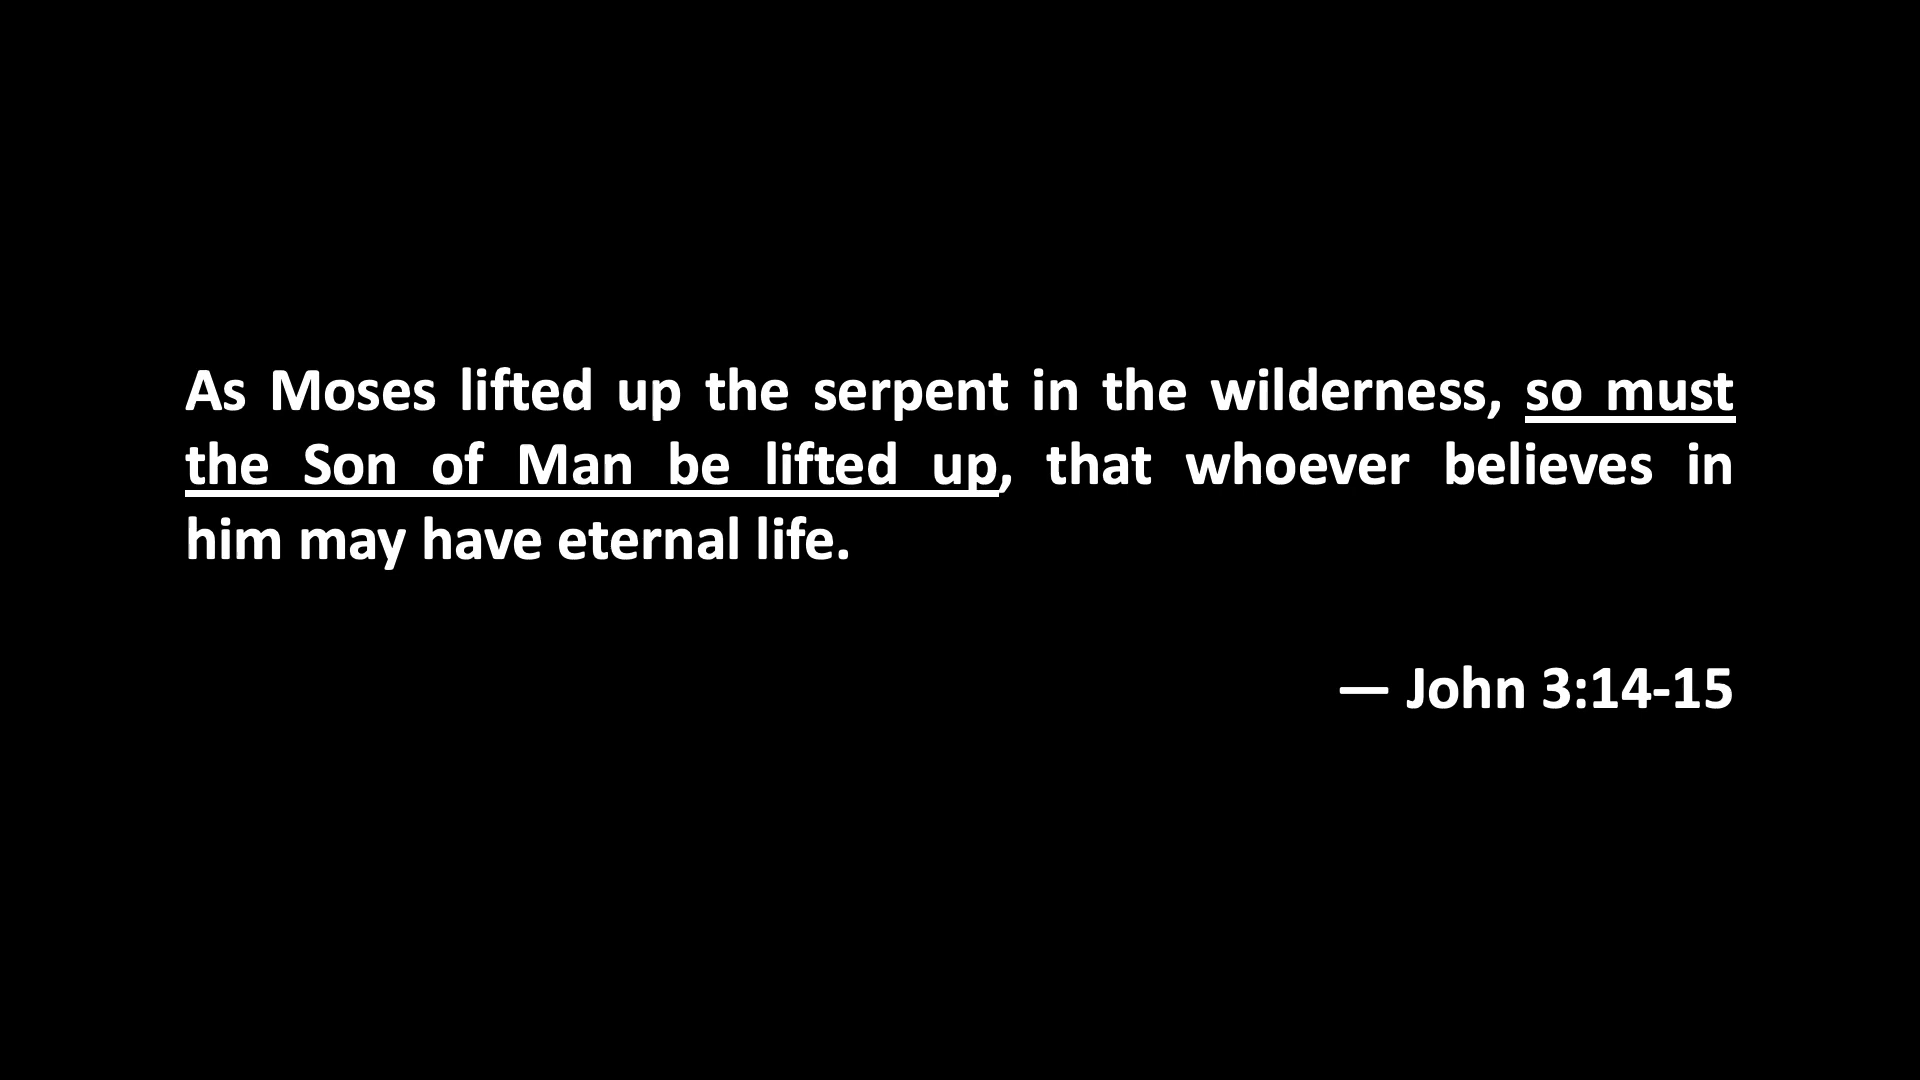 As Moses lifted up the serpent in the wilderness, so must
the Son of Man be lifted up, that whoever believes in
him may have eternal life.
— John 3:14-15